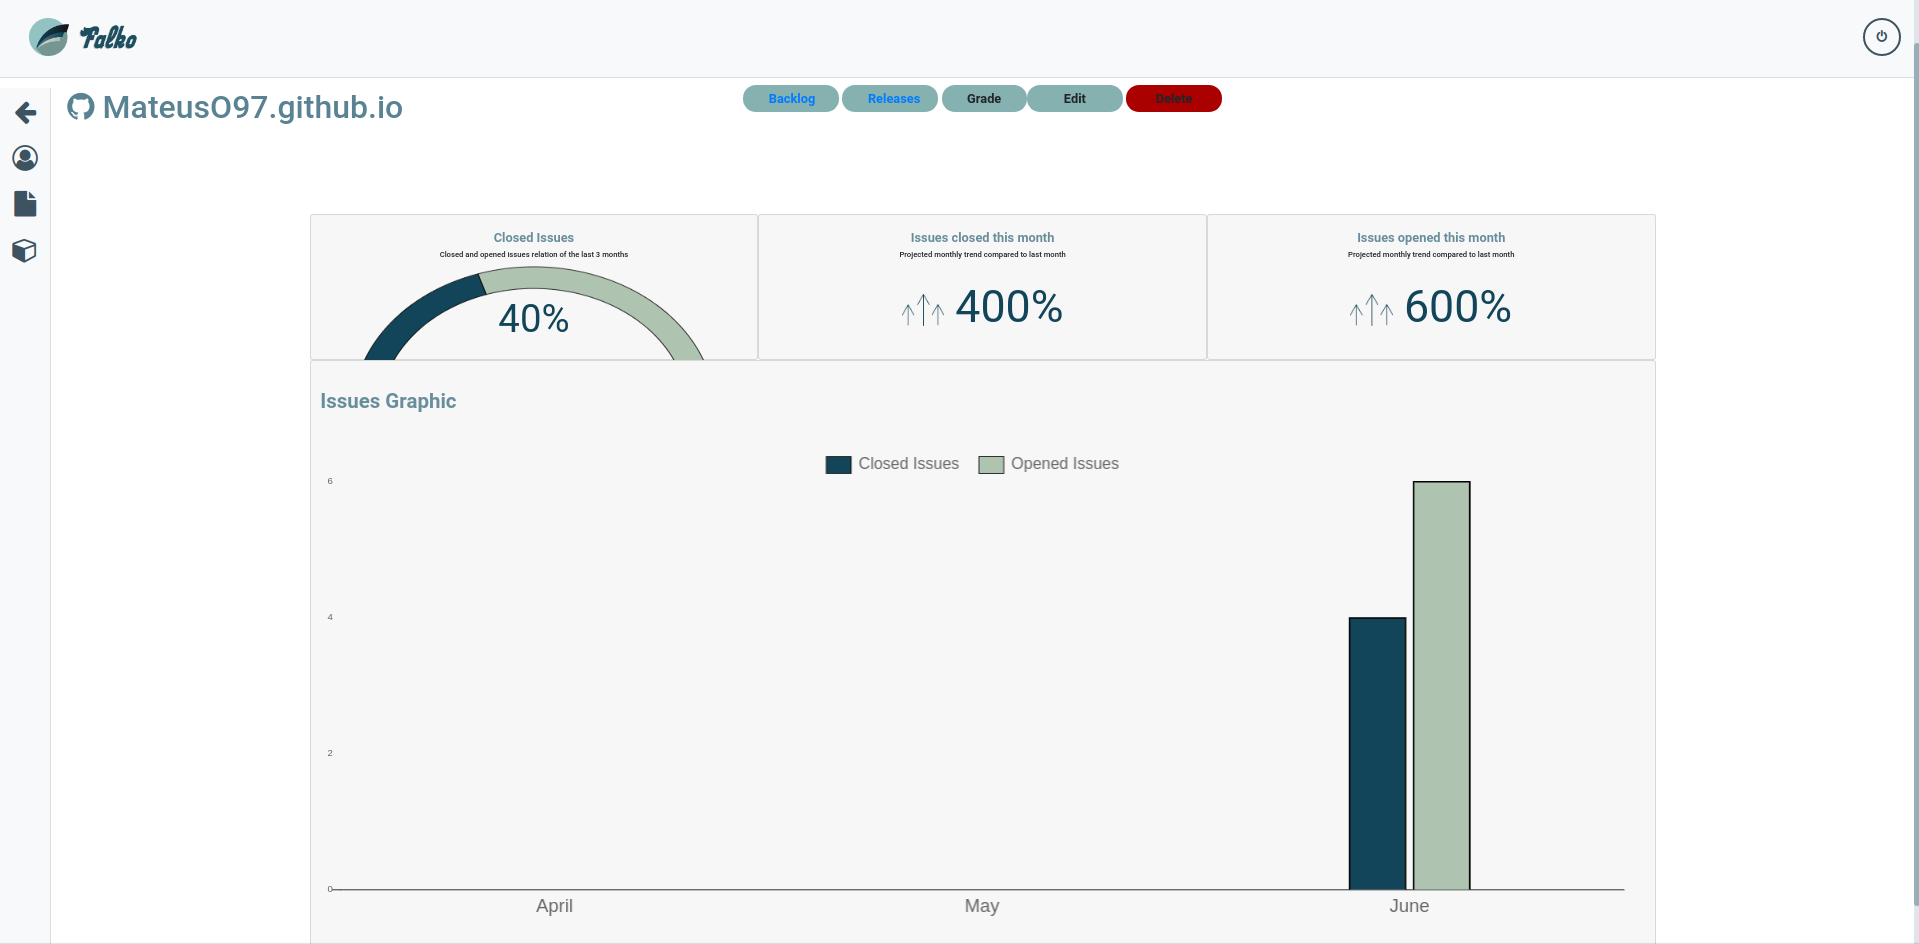 Falko
MateusO97.github.io
Backlog
Releases
Grade
Edit
Delete
Closed Issues
Closed and opened issues relation of the last 3 months
40%
Issues closed this month
Projected monthly trend compared to last month
400%
Issues opened this month
Projected monthly trend compared to last month
600%
Issues Graphic
Closed Issues
Opened Issues
6
4
2
0
April
May
June